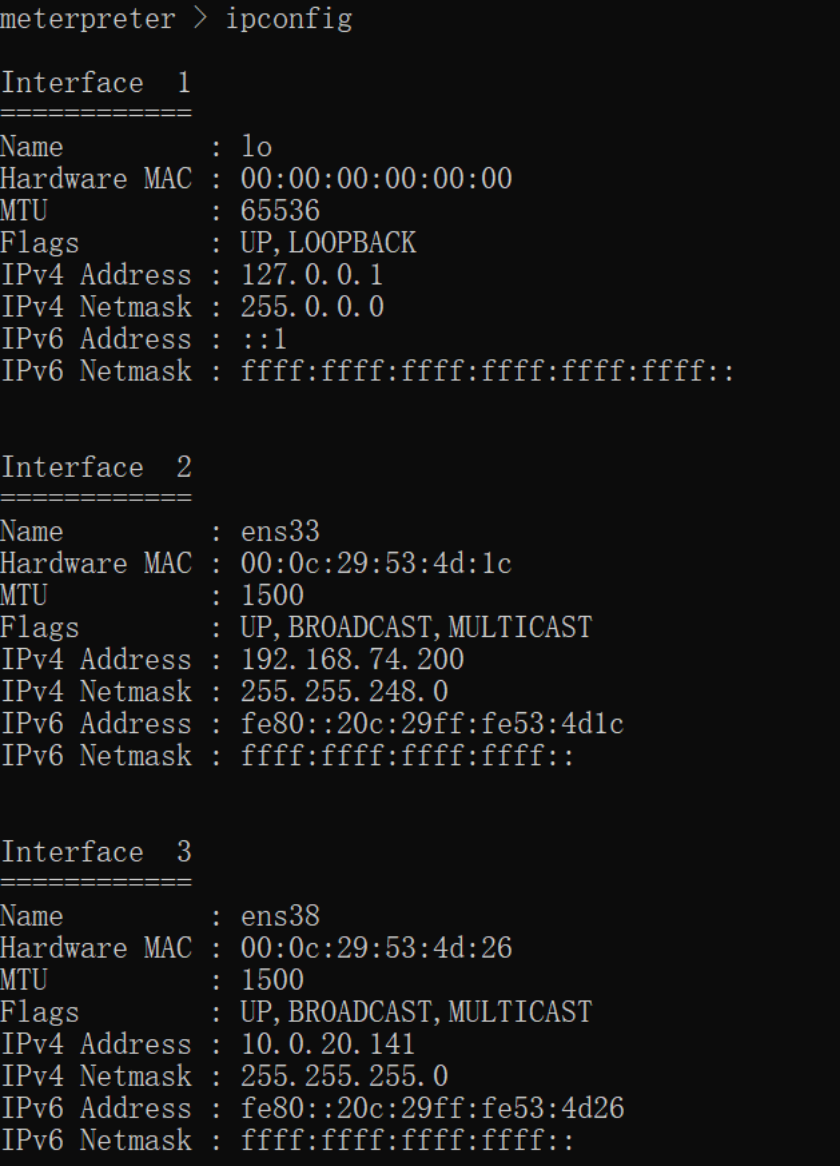 meterpreter > ipconfig
Interface  1
============
Name         : lo
Hardware MAC : 00:00:00:00:00:00
MTU          : 65536
Flags        : UP,LOOPBACK
IPv4 Address : 127.0.0.1
IPv4 Netmask : 255.0.0.0
IPv6 Address : ::1
IPv6 Netmask : ffff:ffff:ffff:ffff:ffff:ffff::
Interface  2
============
Name         : ens33
Hardware MAC : 00:0c:29:53:4d:1c
MTU          : 1500
Flags        : UP,BROADCAST,MULTICAST
IPv4 Address : 192.168.74.200
IPv4 Netmask : 255.255.248.0
IPv6 Address : fe80::20c:29ff:fe53:4d1c
IPv6 Netmask : ffff:ffff:ffff:ffff::
Interface  3
============
Name         : ens38
Hardware MAC : 00:0c:29:53:4d:26
MTU          : 1500
Flags        : UP,BROADCAST,MULTICAST
IPv4 Address : 10.0.20.141
IPv4 Netmask : 255.255.255.0
IPv6 Address : fe80::20c:29ff:fe53:4d26
IPv6 Netmask : ffff:ffff:ffff:ffff::